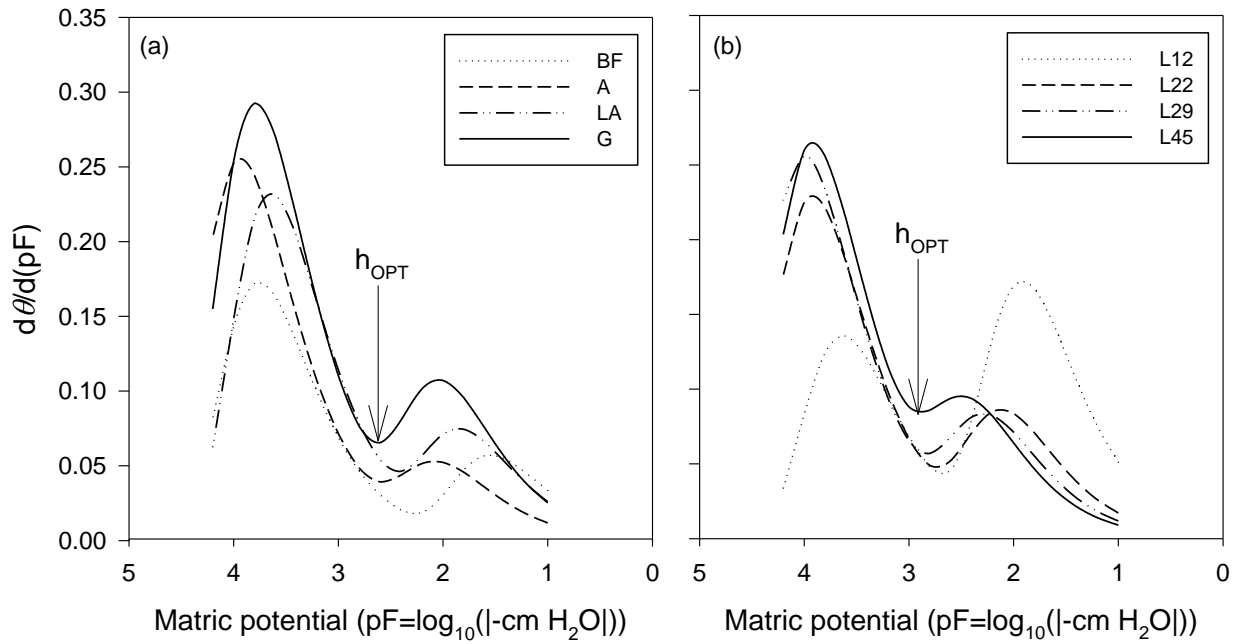 (a)
BF
A
LA
G
hOPT
0.35
0.30
0.25
0.20
0.15
0.10
0.05
0.00
dθ/d(pF)
5 4 3 2 1 0
Matric potential (pF=log10(|-cm H2O|))
(b)
L12
L22
L29
L45
hOPT
5 4 3 2 1 0
Matric potential (pF=log10(|-cm H2O|))